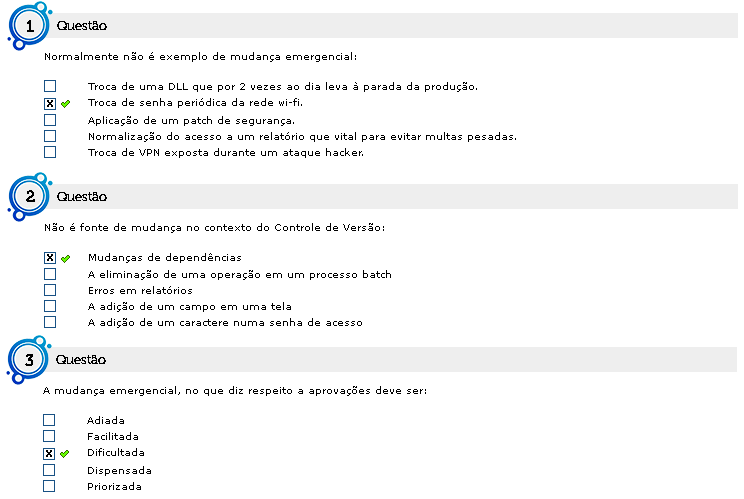 1 Questão
Normalmente não é exemplo de mudança emergencial:
Troca de uma DLL que por 2 vezes ao dia leva à parada da produção.
X Troca de senha periódica da rede wi-fi.
Aplicação de um patch de segurança.
Normalização do acesso a um relatório que vital para evitar multas pesadas.
Troca de VPN exposta durante um ataque hacker.
2 Questão
Não é fonte de mudança no contexto do Controle de Versão:
X Mudanças de dependências
A eliminação de uma operação em um processo batch
Erros em relatórios
A adição de um campo em uma tela
A adição de um caractere numa senha de acesso
3 Questão
A mudança emergencial, no que diz respeito a aprovações deve ser:
Adiada
Facilitada
X Dificultada
Dispensada
Priorizada